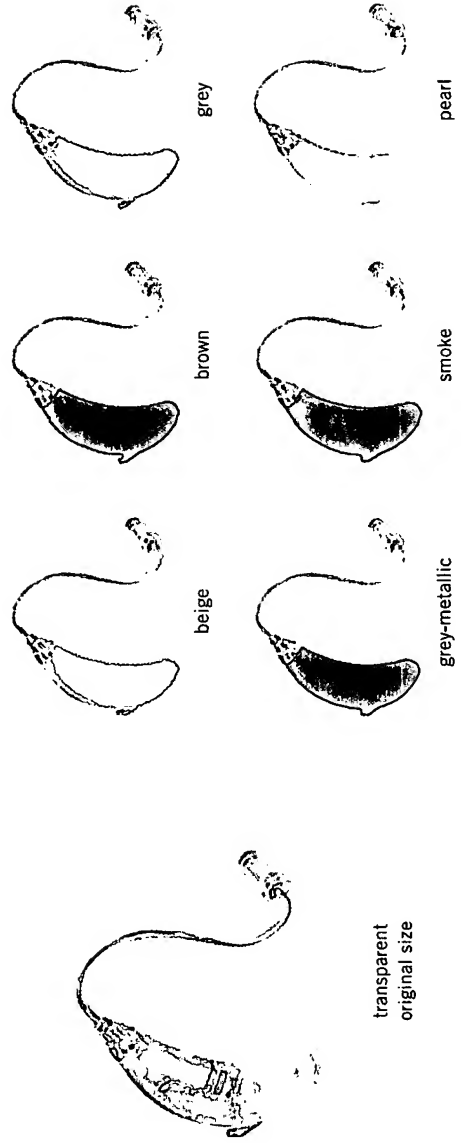 transparent
original size
beige
brown
grey
grey-metallic
smoke
pearl